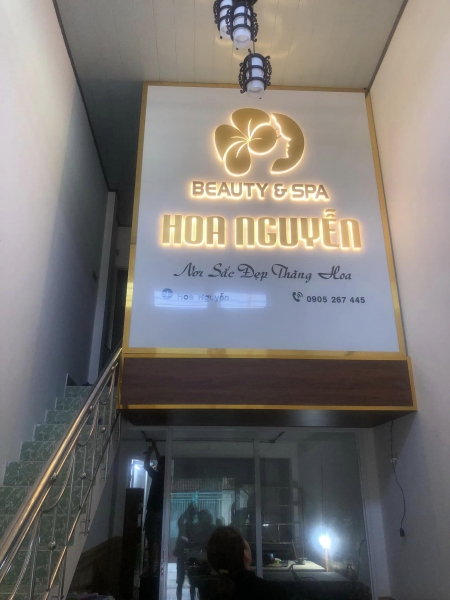 BEAUTY & SPA
HOA NGUYỄN
Nơi Sắc Đẹp Thăng Hoa
Hoa Nguyễn 0905 267 445